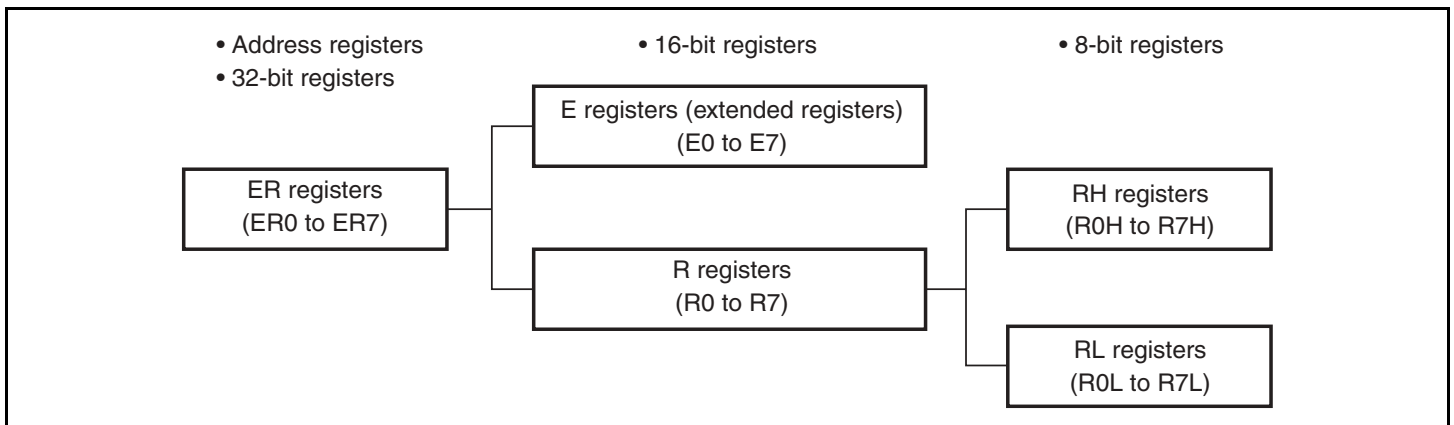 • Address registers
• 32-bit registers
• 16-bit registers
• 8-bit registers
E registers (extended registers)
(E0 to E7)
ER registers
(ER0 to ER7)
RH registers
(R0H to R7H)
R registers
(R0 to R7)
RL registers
(R0L to R7L)